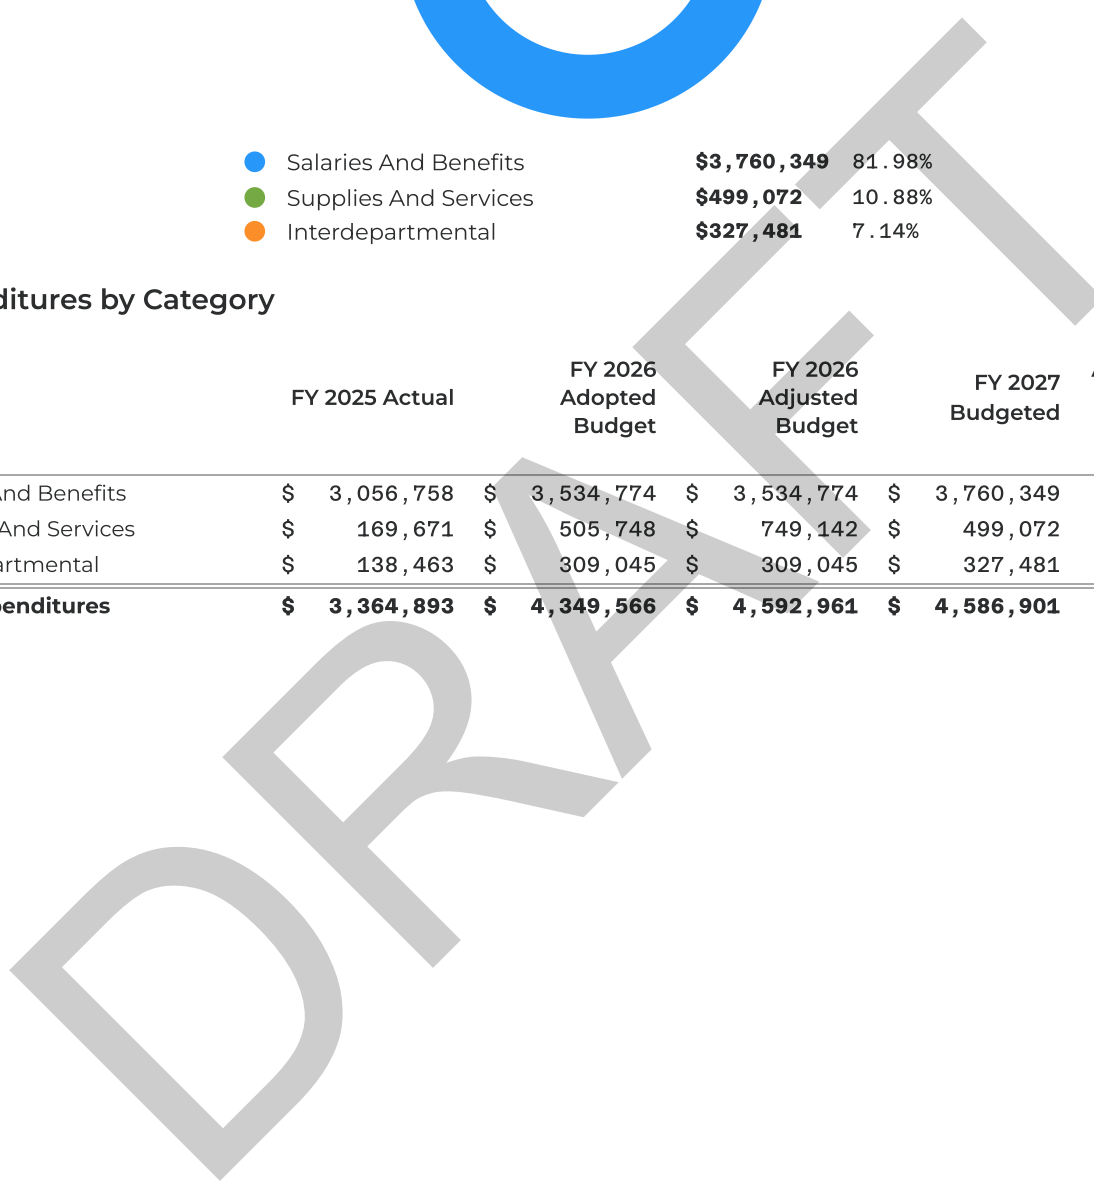 Salaries And Benefits $3,760,349 81.98%
Supplies And Services $499,072 10.88%
Interdepartmental $327,481 7.14%
ditures by Category
FY 2025 Actual
FY 2026 Adopted Budget
FY 2026 Adjusted Budget
FY 2027 Budgeted
And Benefits $ 3,056,758 $ 3,534,774 $ 3,534,774 $ 3,760,349
And Services $ 169,671 $ 505,748 $ 749,142 $ 499,072
artmental $ 138,463 $ 309,045 $ 309,045 $ 327,481
penditures $ 3,364,893 $ 4,349,566 $ 4,592,961 $ 4,586,901
DRAFT